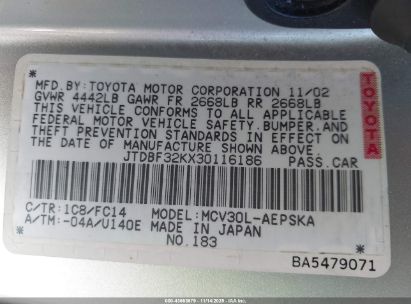 MFD.BY:TOYOTA MOTOR CORPORATION 11/02
GVWR 4442LB GAWR FR 2668LB RR 2668LB
THIS VEHICLE CONFORMS TO ALL APPLICABLE
FEDERAL MOTOR VEHICLE SAFETY,BUMPER,AND
THEFT PREVENTION STANDARDS IN EFFECT ON
THE DATE OF MANUFACTURE SHOWN ABOVE.
JTDBF32KX30116186 PASS.CAR
TOYOTA
C/TR:1C8/FC14 MODEL:MCV30L-AEPSKA
A/TM:-04A/U140E MADE IN JAPAN
NO.183
BA5479071